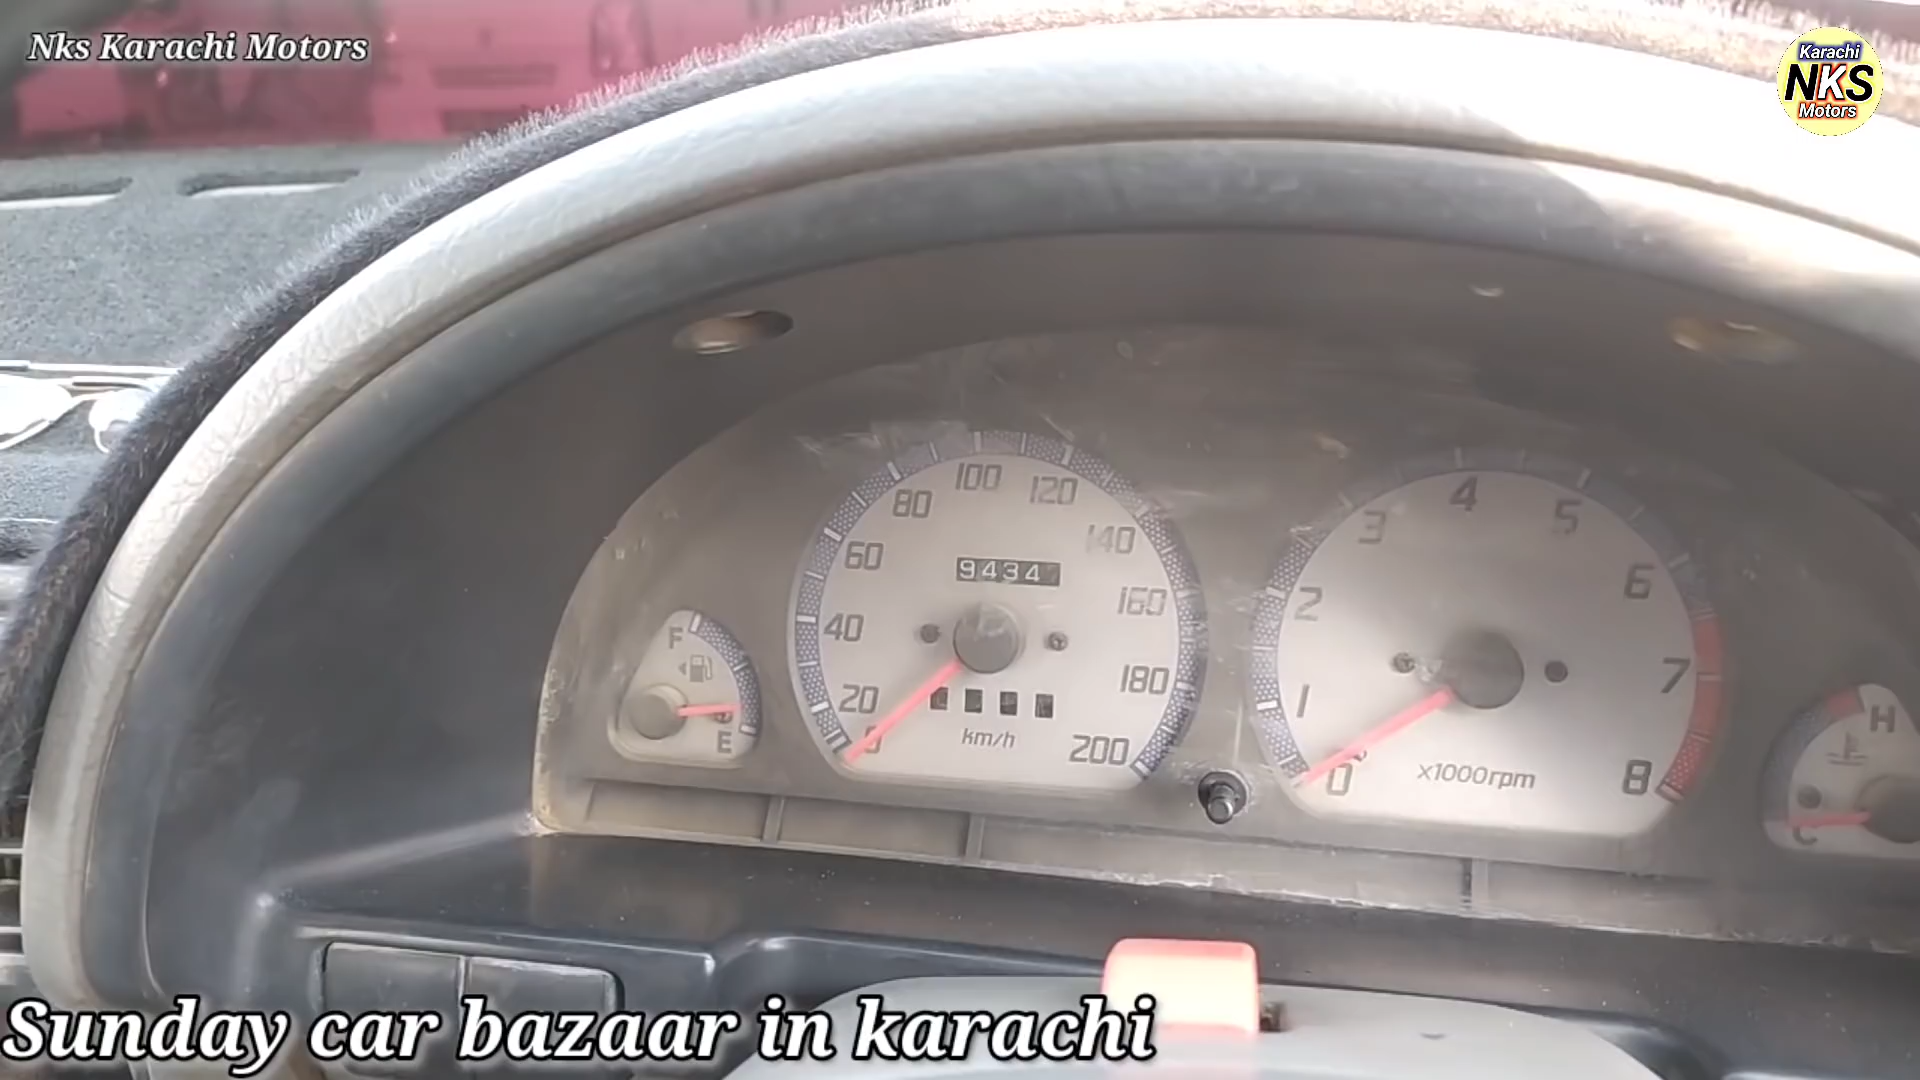 Nks Karachi Motors
Karachi
NKS
Motors
80 100 120
60 140
9434
40 160
20 180
0 200
km/h
F
E
3 4 5
2 6
1 7
0 8
x1000rpm
H
C
Sunday car bazaar in karachi